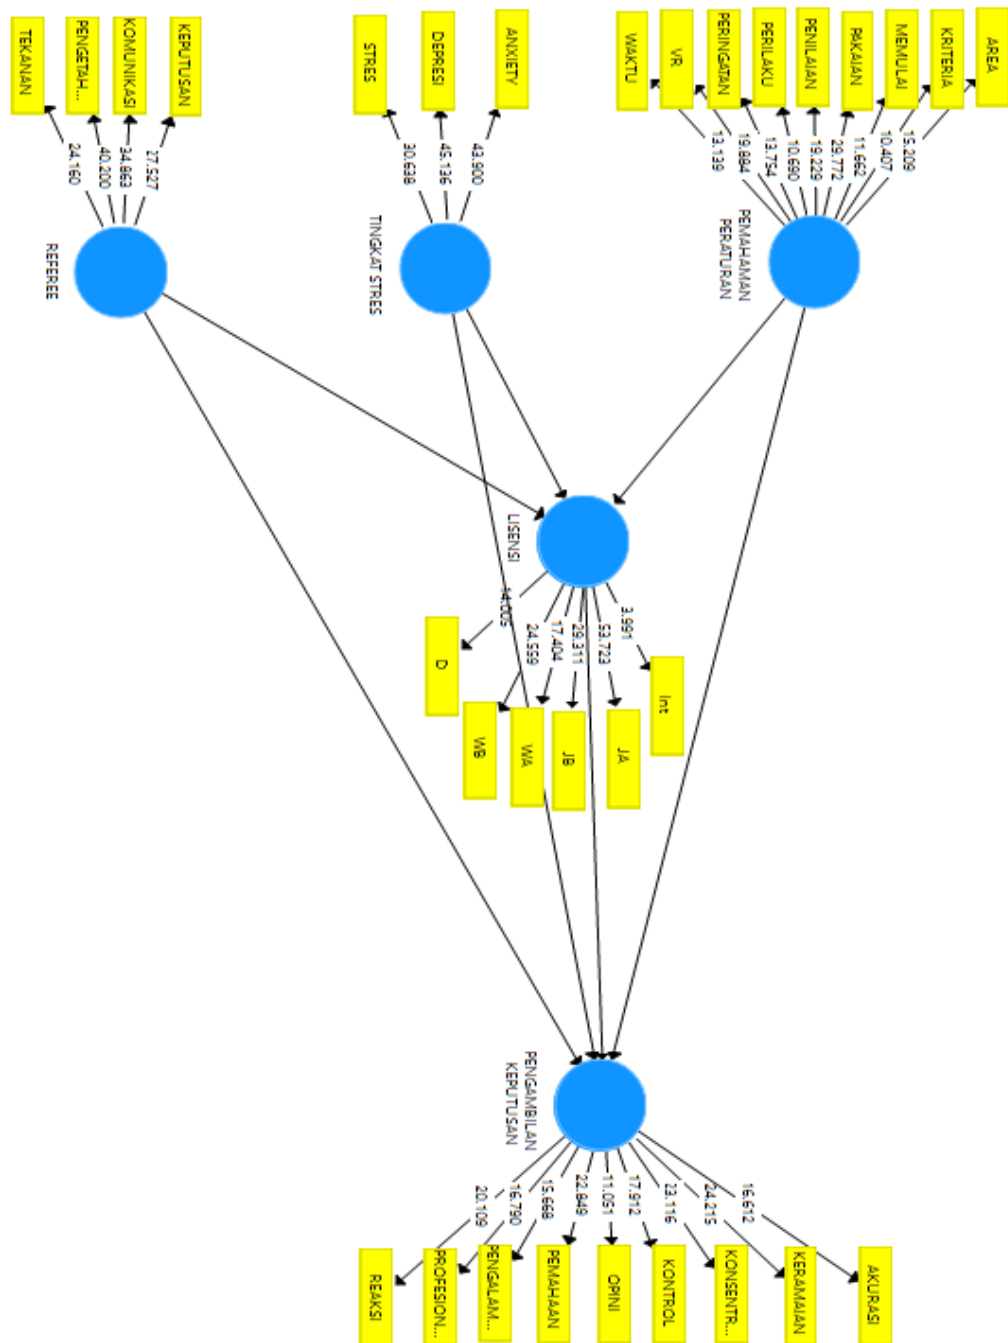 AREA
KRITERIA
MEMULAI
PAKAIAN
PENILAIAN
PERILAKU
PERINGATAN
VR
WAKTU
15.209
10.407
11.662
29.772
19.229
10.690
13.754
19.884
13.139
PEMAHAMAN
PERATURAN
ANXIETY
DEPRESI
STRES
43.900
45.136
30.638
TINGKAT STRES
KEPUTUSAN
KOMUNIKASI
PENGETAH...
TEKANAN
27.527
34.863
40.200
24.160
REFEREE
LISENSI
3.991
53.723
29.311
17.404
24.559
14.005
Int
JA
JB
WA
WB
D
PENGAMBILAN
KEPUTUSAN
16.612
24.215
23.116
17.912
11.051
22.849
15.668
16.790
20.109
AKURASI
KERAMAIAN
KONSENTR...
KONTROL
OPINI
PEMAHAAN
PENGALAM...
PROFESION...
REAKSI